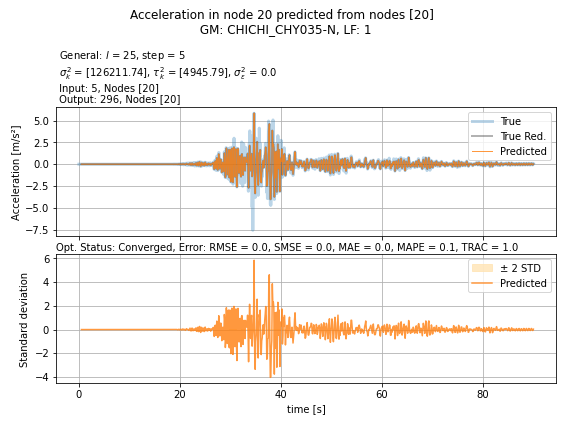 Acceleration in node 20 predicted from nodes [20]
GM: CHICHI_CHY035-N, LF: 1
General: l = 25, step = 5
σ²ₖ = [126211.74], τ²ₖ = [4945.79], σ²ε = 0.0
Input: 5, Nodes [20]
Output: 296, Nodes [20]
Acceleration [m/s²]
5.0
2.5
0.0
−2.5
−5.0
−7.5
True
True Red.
Predicted
Opt. Status: Converged, Error: RMSE = 0.0, SMSE = 0.0, MAE = 0.0, MAPE = 0.1, TRAC = 1.0
Standard deviation
6
4
2
0
−2
−4
± 2 STD
Predicted
0 20 40 60 80
time [s]